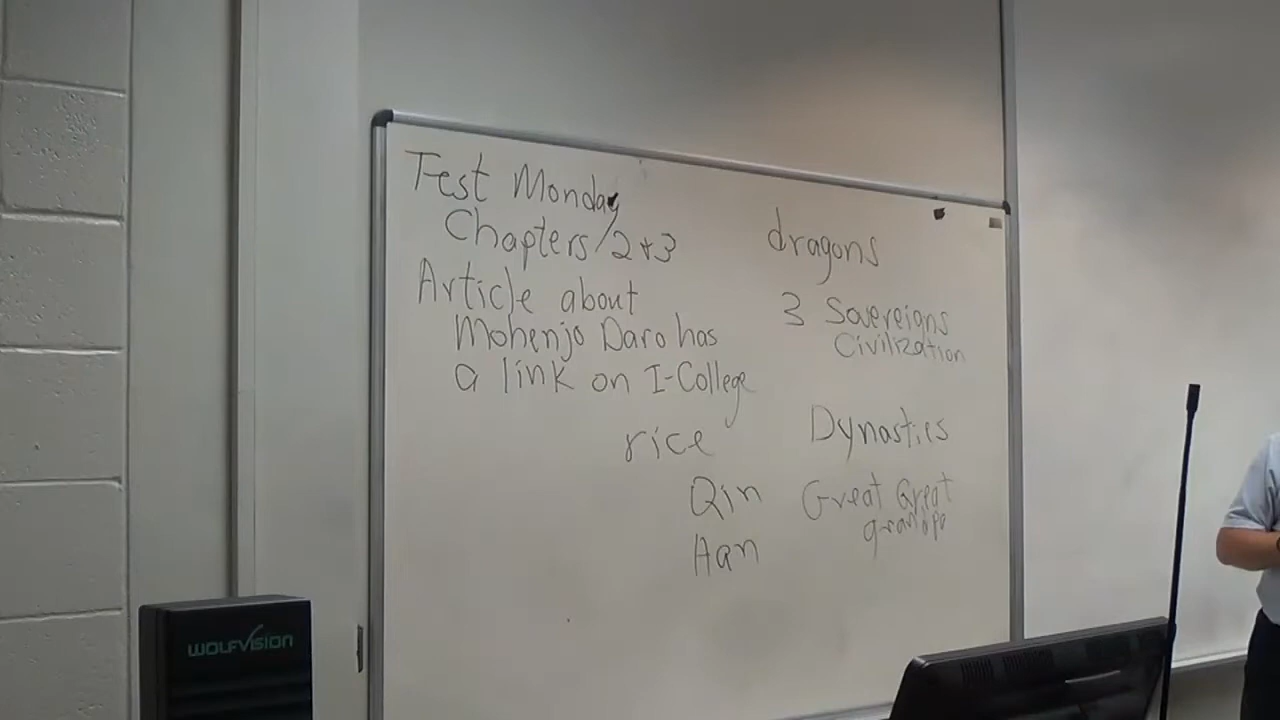 Test Monday
Chapters/2+3
Article about
Mohenjo Daro has
a link on I-College
rice
Qin
Han
dragons
3 Sovereigns
Civilization
Dynasties
Great Great
grandpa
WOLFVISION